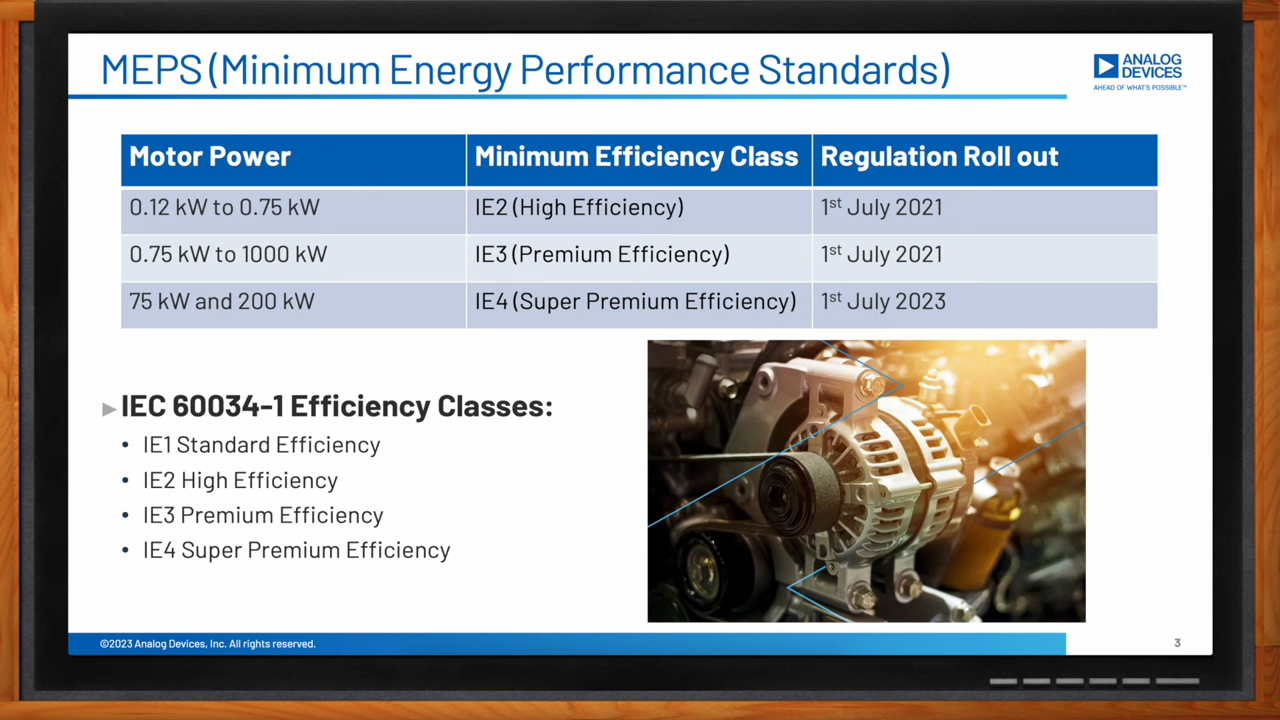 MEPS (Minimum Energy Performance Standards)
ANALOG
DEVICES
AHEAD OF WHAT'S POSSIBLE™
Motor Power Minimum Efficiency Class Regulation Roll out
0.12 kW to 0.75 kW IE2 (High Efficiency) 1st July 2021
0.75 kW to 1000 kW IE3 (Premium Efficiency) 1st July 2021
75 kW and 200 kW IE4 (Super Premium Efficiency) 1st July 2023
► IEC 60034-1 Efficiency Classes:
• IE1 Standard Efficiency
• IE2 High Efficiency
• IE3 Premium Efficiency
• IE4 Super Premium Efficiency
©2023 Analog Devices, Inc. All rights reserved.
3